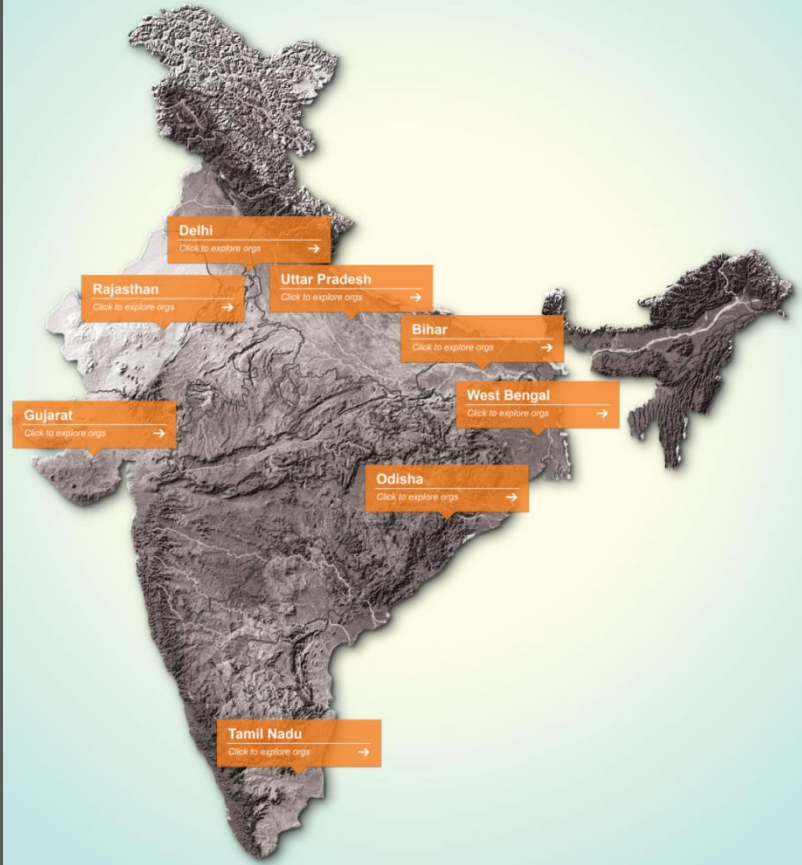 Delhi
Click to explore orgs →
Uttar Pradesh
Click to explore orgs →
Rajasthan
Click to explore orgs →
Bihar
Click to explore orgs →
West Bengal
Click to explore orgs →
Gujarat
Click to explore orgs →
Odisha
Click to explore orgs →
Tamil Nadu
Click to explore orgs →